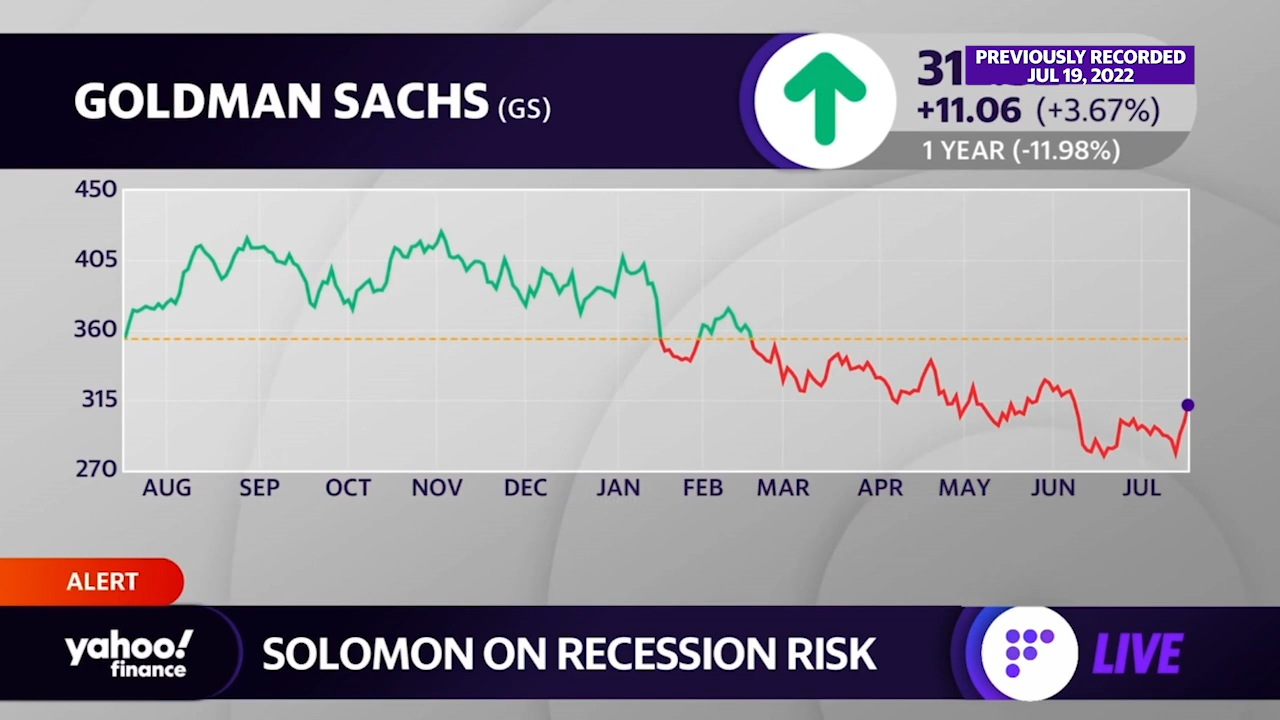 GOLDMAN SACHS (GS)
31
PREVIOUSLY RECORDED
JUL 19, 2022
+11.06 (+3.67%)
1 YEAR (-11.98%)
450
405
360
315
270
AUG SEP OCT NOV DEC JAN FEB MAR APR MAY JUN JUL
ALERT
yahoo!
finance
SOLOMON ON RECESSION RISK
LIVE